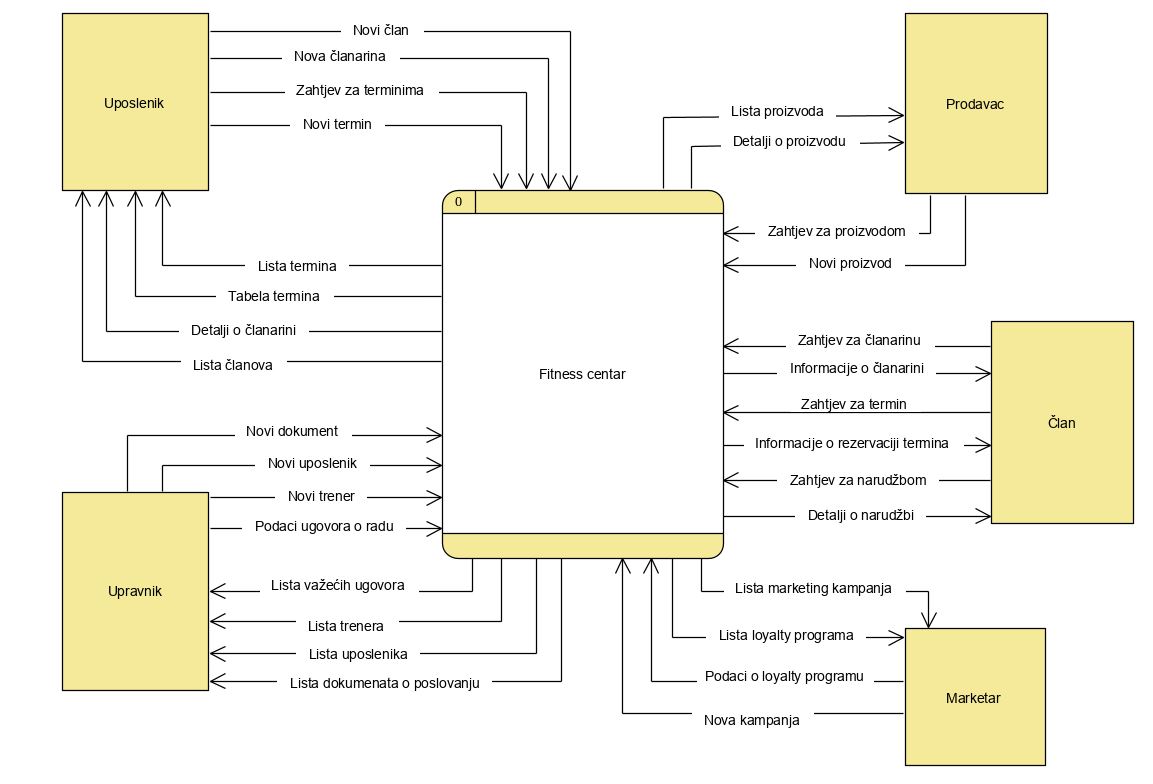 Novi član
Nova članarina
Zahtjev za terminima
Novi termin
Uposlenik
Lista proizvoda
Detalji o proizvodu
Prodavac
Zahtjev za proizvodom
Novi proizvod
0
Lista termina
Tabela termina
Detalji o članarini
Lista članova
Fitness centar
Zahtjev za članarinu
Informacije o članarini
Zahtjev za termin
Informacije o rezervaciji termina
Zahtjev za narudžbom
Detalji o narudžbi
Član
Novi dokument
Novi uposlenik
Novi trener
Podaci ugovora o radu
Upravnik
Lista važećih ugovora
Lista trenera
Lista uposlenika
Lista dokumenata o poslovanju
Lista marketing kampanja
Lista loyalty programa
Podaci o loyalty programu
Nova kampanja
Marketar